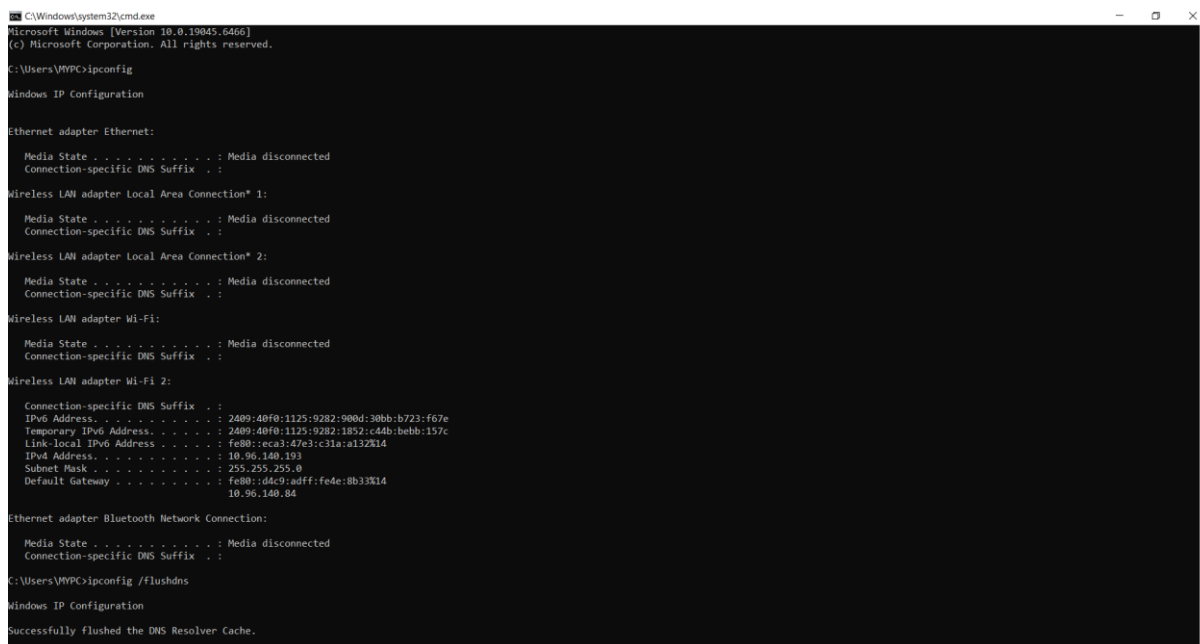 C:\Windows\system32\cmd.exe
Microsoft Windows [Version 10.0.19045.6466]
(c) Microsoft Corporation. All rights reserved.
C:\Users\MYPC>ipconfig
Windows IP Configuration
Ethernet adapter Ethernet:
Media State . . . . . . . . . . . : Media disconnected
Connection-specific DNS Suffix . :
Wireless LAN adapter Local Area Connection* 1:
Media State . . . . . . . . . . . : Media disconnected
Connection-specific DNS Suffix . :
Wireless LAN adapter Local Area Connection* 2:
Media State . . . . . . . . . . . : Media disconnected
Connection-specific DNS Suffix . :
Wireless LAN adapter Wi-Fi:
Media State . . . . . . . . . . . : Media disconnected
Connection-specific DNS Suffix . :
Wireless LAN adapter Wi-Fi 2:
Connection-specific DNS Suffix . :
IPv6 Address. . . . . . . . . . . : 2409:40f0:1125:9282:900d:30bb:b723:f67e
Temporary IPv6 Address. . . . . . : 2409:40f0:1125:9282:1852:c44b:bebb:157c
Link-local IPv6 Address . . . . . : fe80::eca3:47e3:c31a:a132%14
IPv4 Address. . . . . . . . . . . : 10.96.140.193
Subnet Mask . . . . . . . . . . . : 255.255.255.0
Default Gateway . . . . . . . . . : fe80::d4c9:adff:fe4e:8b33%14
10.96.140.84
Ethernet adapter Bluetooth Network Connection:
Media State . . . . . . . . . . . : Media disconnected
Connection-specific DNS Suffix . :
C:\Users\MYPC>ipconfig /flushdns
Windows IP Configuration
Successfully flushed the DNS Resolver Cache.